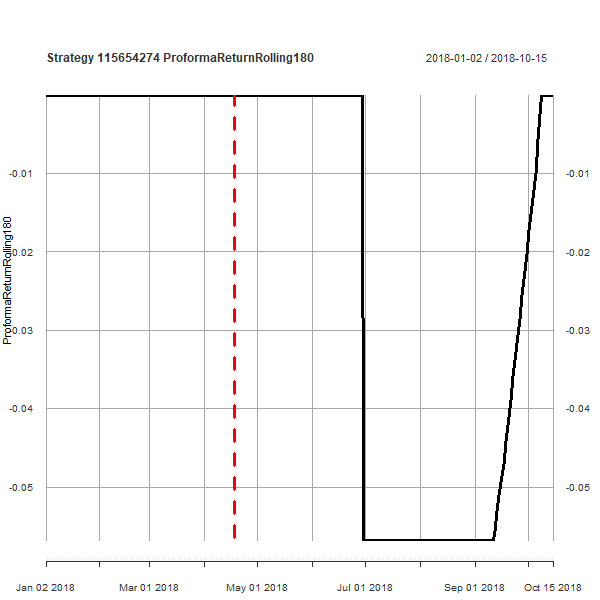 Strategy 115654274 ProformaReturnRolling180
2018-01-02 / 2018-10-15
ProformaReturnRolling180
-0.01
-0.02
-0.03
-0.04
-0.05
-0.01
-0.02
-0.03
-0.04
-0.05
Jan 02 2018
Mar 01 2018
May 01 2018
Jul 01 2018
Sep 01 2018
Oct 15 2018